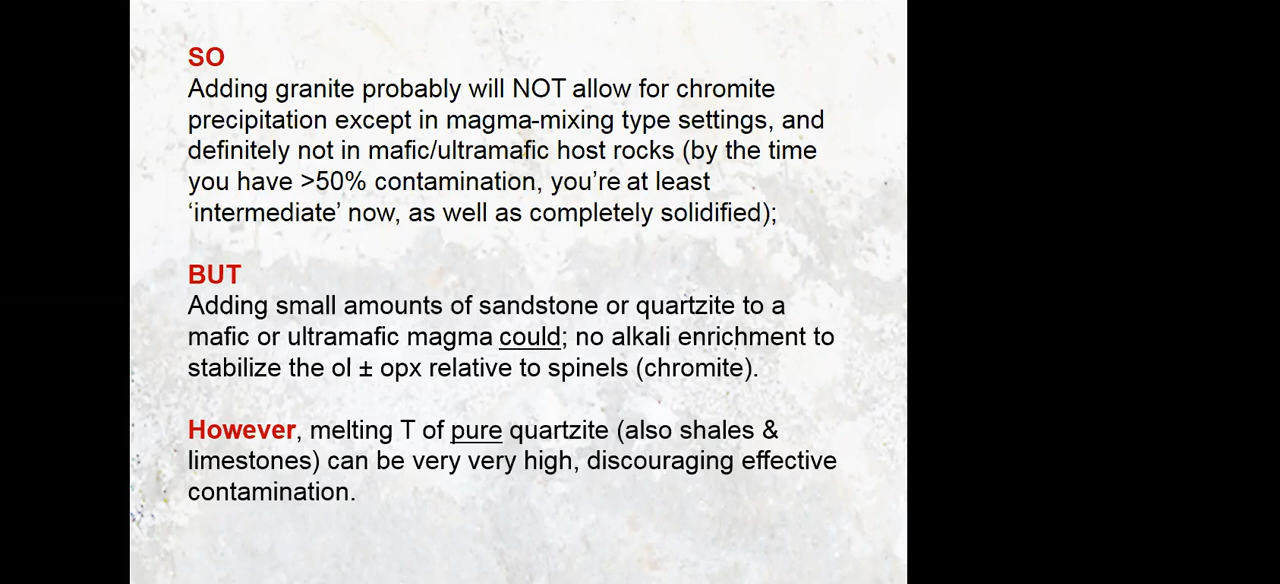 SO
Adding granite probably will NOT allow for chromite
precipitation except in magma-mixing type settings, and
definitely not in mafic/ultramafic host rocks (by the time
you have >50% contamination, you’re at least
‘intermediate’ now, as well as completely solidified);
BUT
Adding small amounts of sandstone or quartzite to a
mafic or ultramafic magma could; no alkali enrichment to
stabilize the ol ± opx relative to spinels (chromite).
However, melting T of pure quartzite (also shales &
limestones) can be very very high, discouraging effective
contamination.